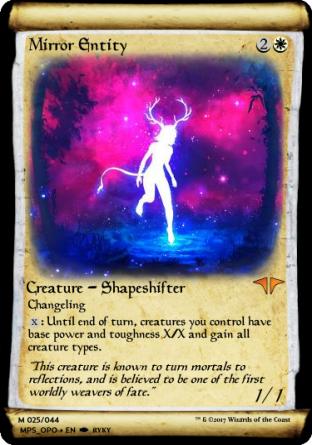 Mirror Entity 2
Creature – Shapeshifter
Changeling
X : Until end of turn, creatures you control have
base power and toughness X/X and gain all
creature types.
"This creature is known to turn mortals to
reflections, and is believed to be one of the first
worldly weavers of fate."
1/1
M 025/044
MPS_OPO • EN RYKY
™ & ©2017 Wizards of the Coast